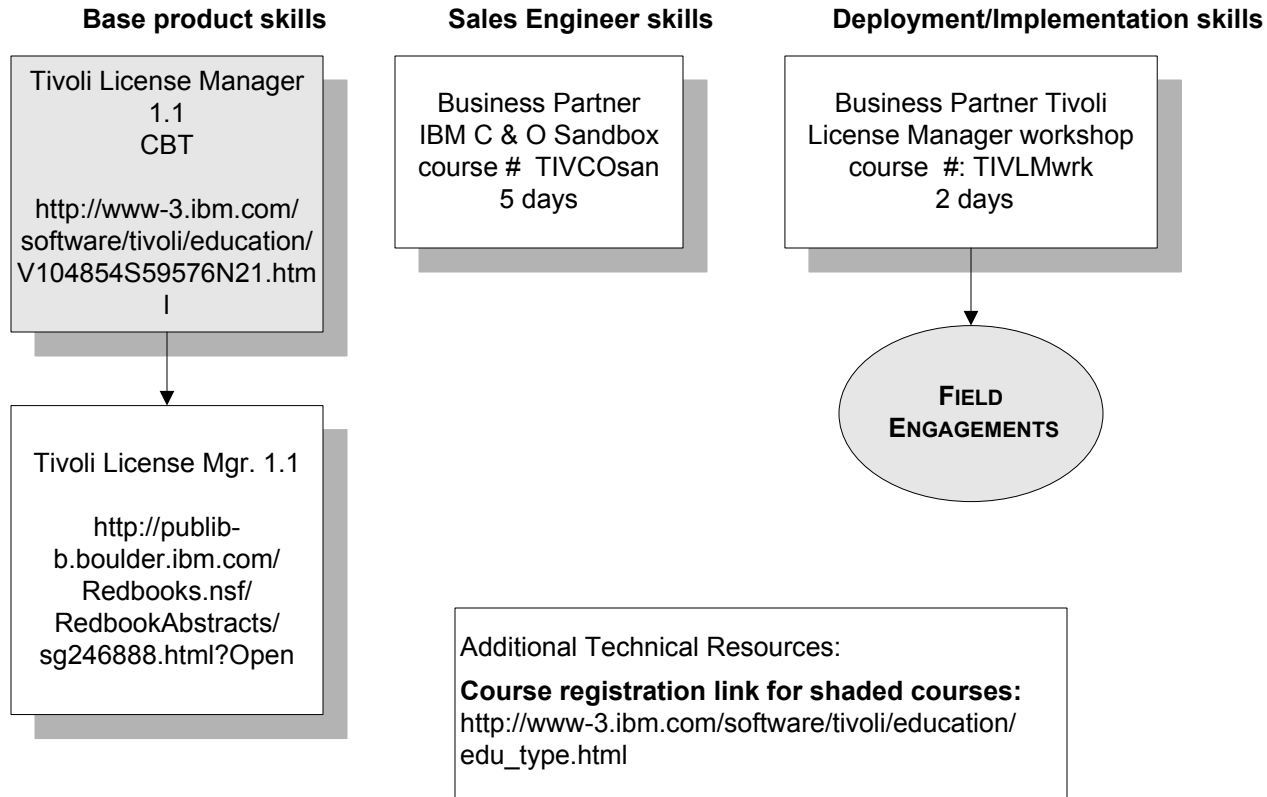 Base product skills
Sales Engineer skills
Deployment/Implementation skills
Tivoli License Manager
1.1
CBT
http://www-3.ibm.com/
software/tivoli/education/
V104854S59576N21.htm
l
Business Partner
IBM C & O Sandbox
course # TIVCOsan
5 days
Business Partner Tivoli
License Manager workshop
course #: TIVLMwrk
2 days
FIELD
ENGAGEMENTS
Tivoli License Mgr. 1.1
http://publib-
b.boulder.ibm.com/
Redbooks.nsf/
RedbookAbstracts/
sg246888.html?Open
Additional Technical Resources:
Course registration link for shaded courses:
http://www-3.ibm.com/software/tivoli/education/
edu_type.html